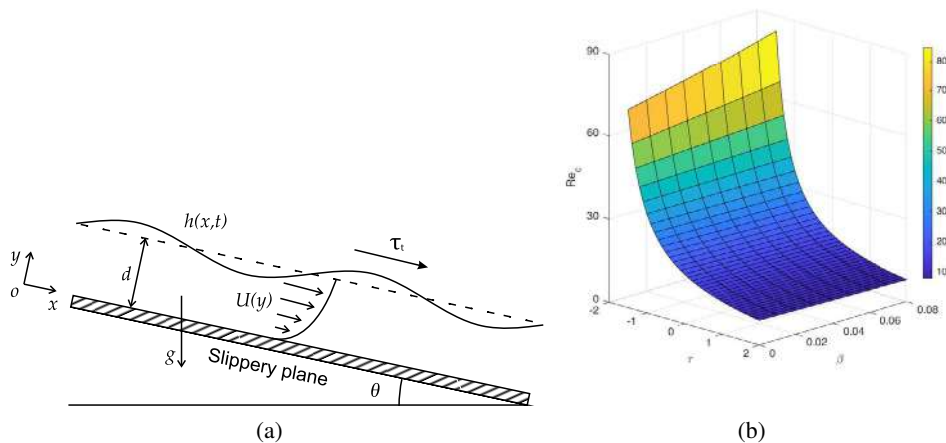 h(x,t)
τt
y
d
o
x
U(y)
g
Slippery plane
θ
(a)
90
60
30
0
Rec
-2
-1
0
1
2
τ
0
0.02
0.04
0.06
0.08
β
80
70
60
50
40
30
20
10
(b)